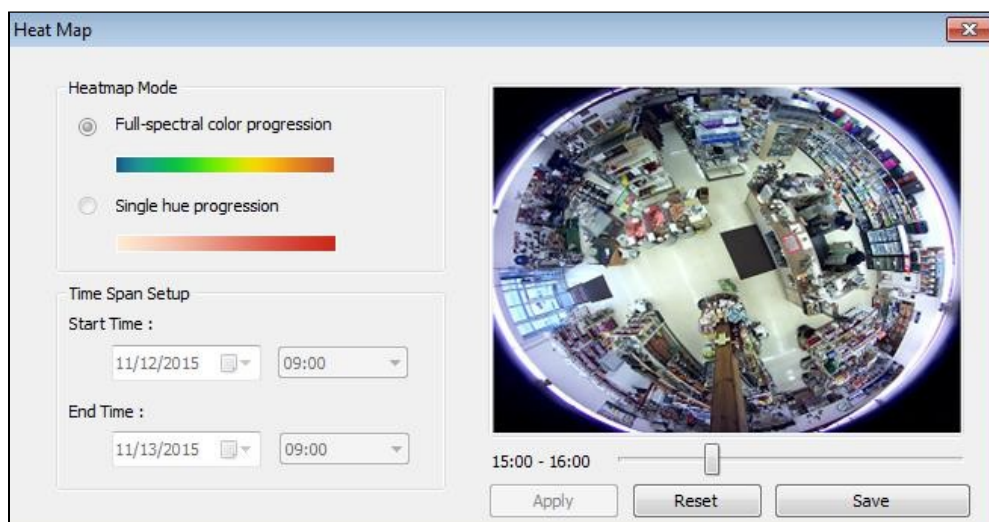 Heat Map
Heatmap Mode
Full-spectral color progression
Single hue progression
Time Span Setup
Start Time :
11/12/2015 09:00
End Time :
11/13/2015 09:00
15:00 - 16:00
Apply Reset Save